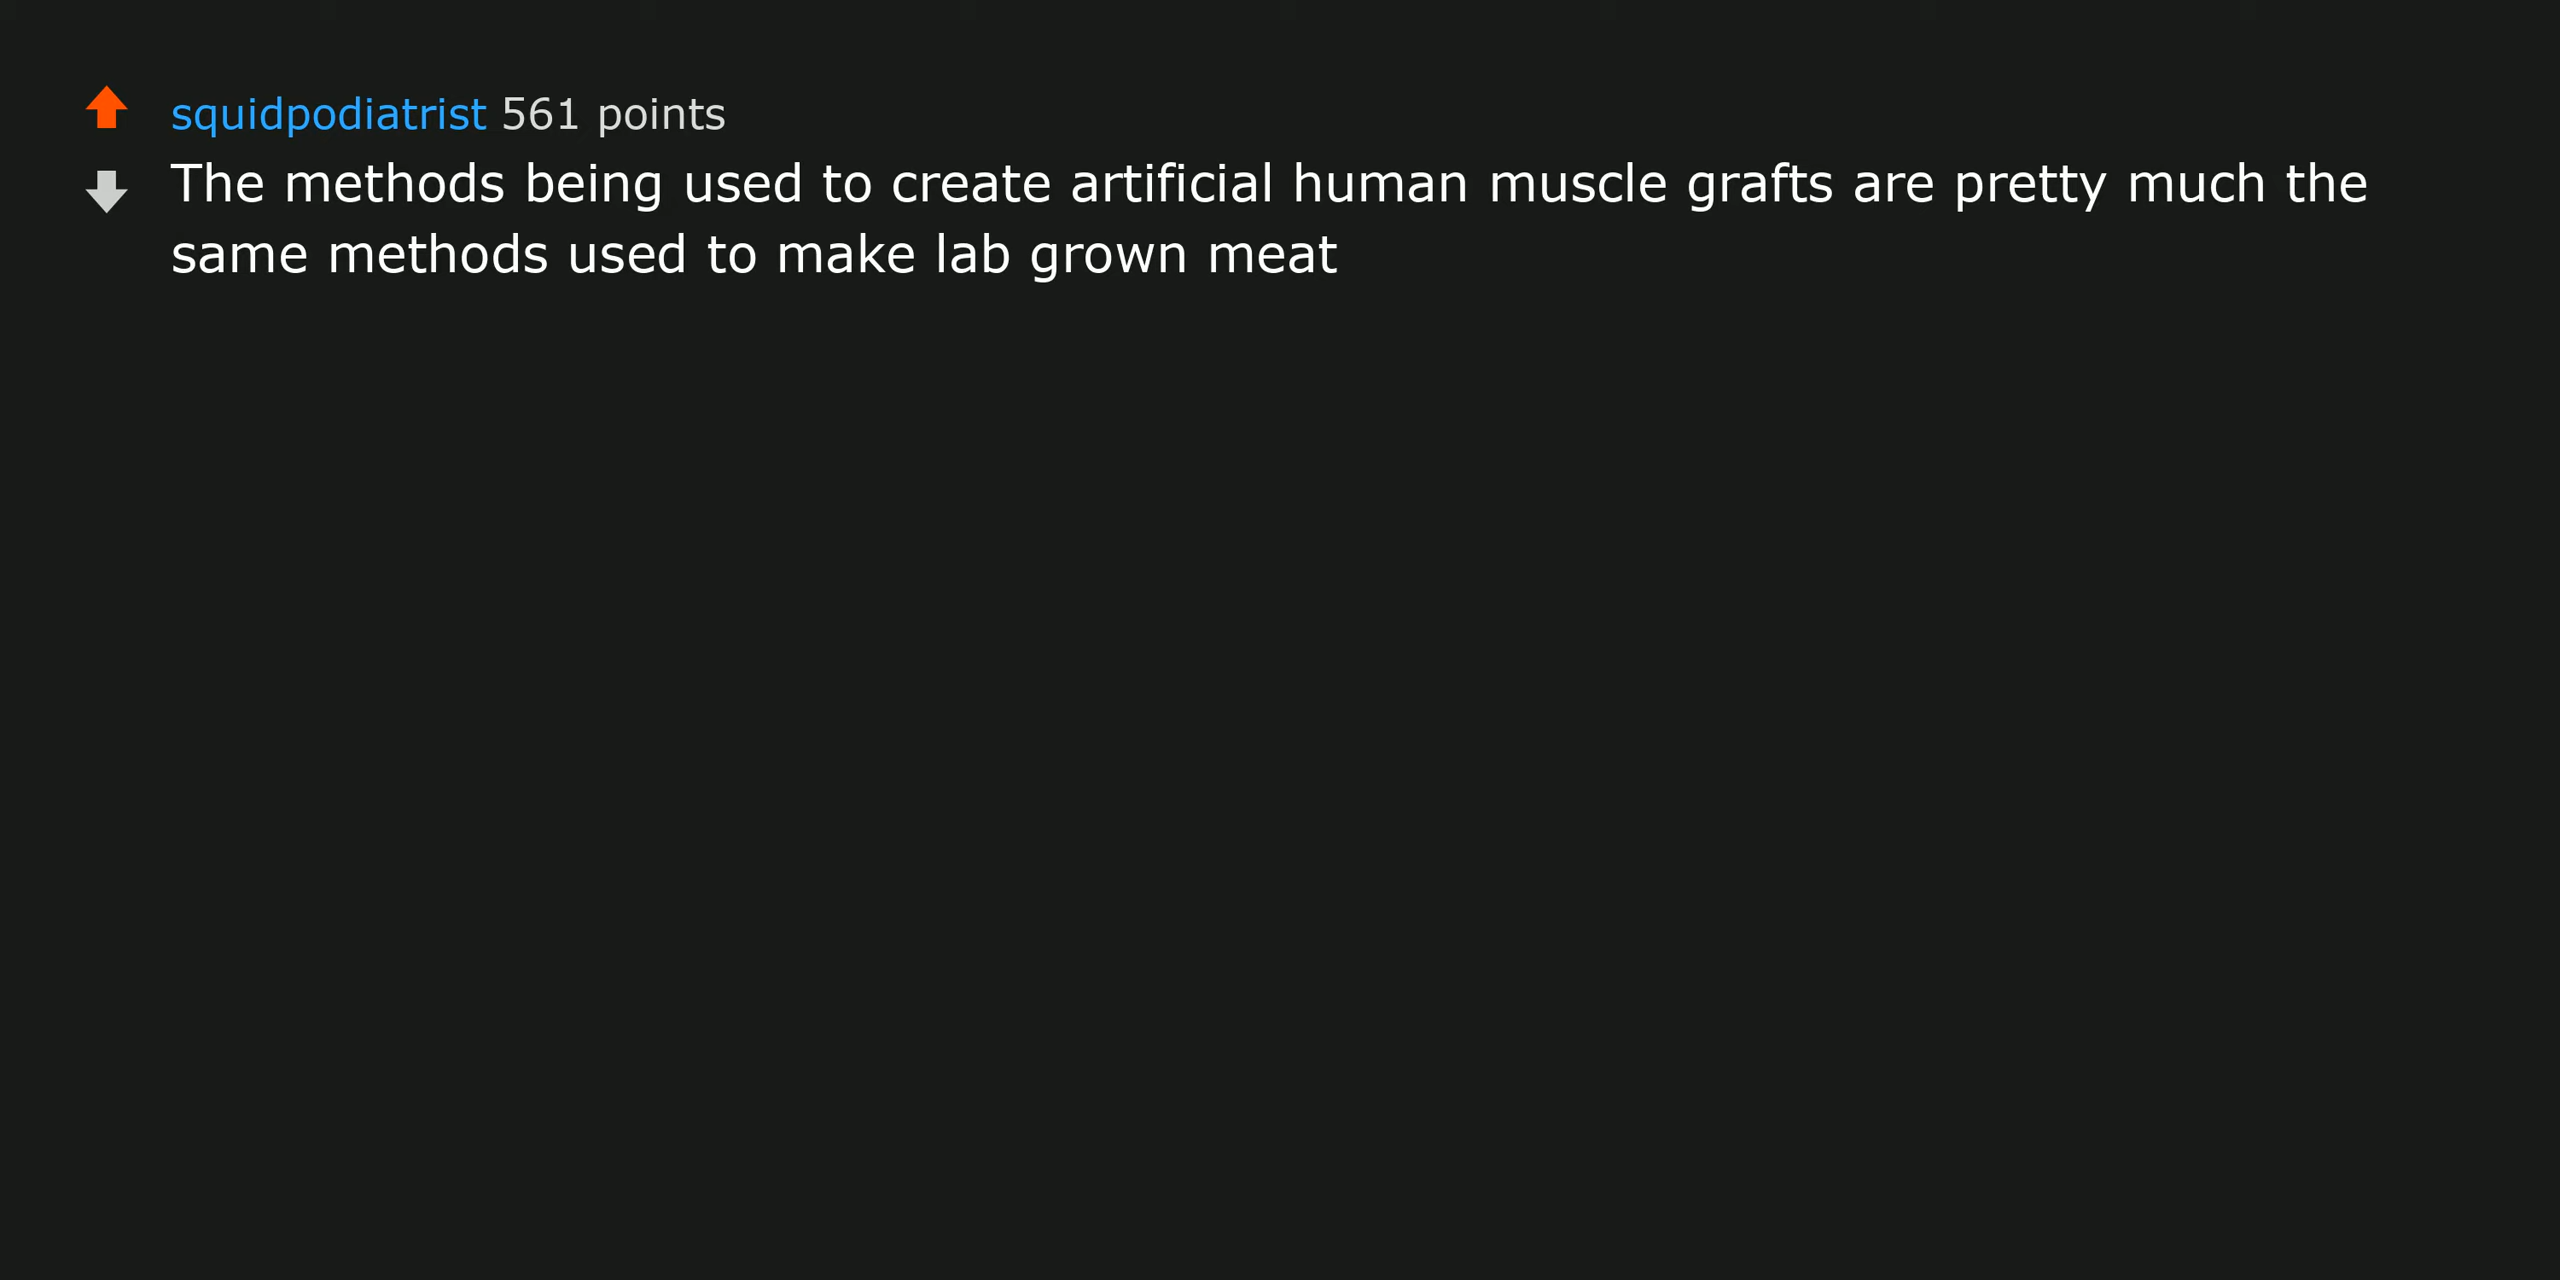 squidpodiatrist 561 points
The methods being used to create artificial human muscle grafts are pretty much the
same methods used to make lab grown meat